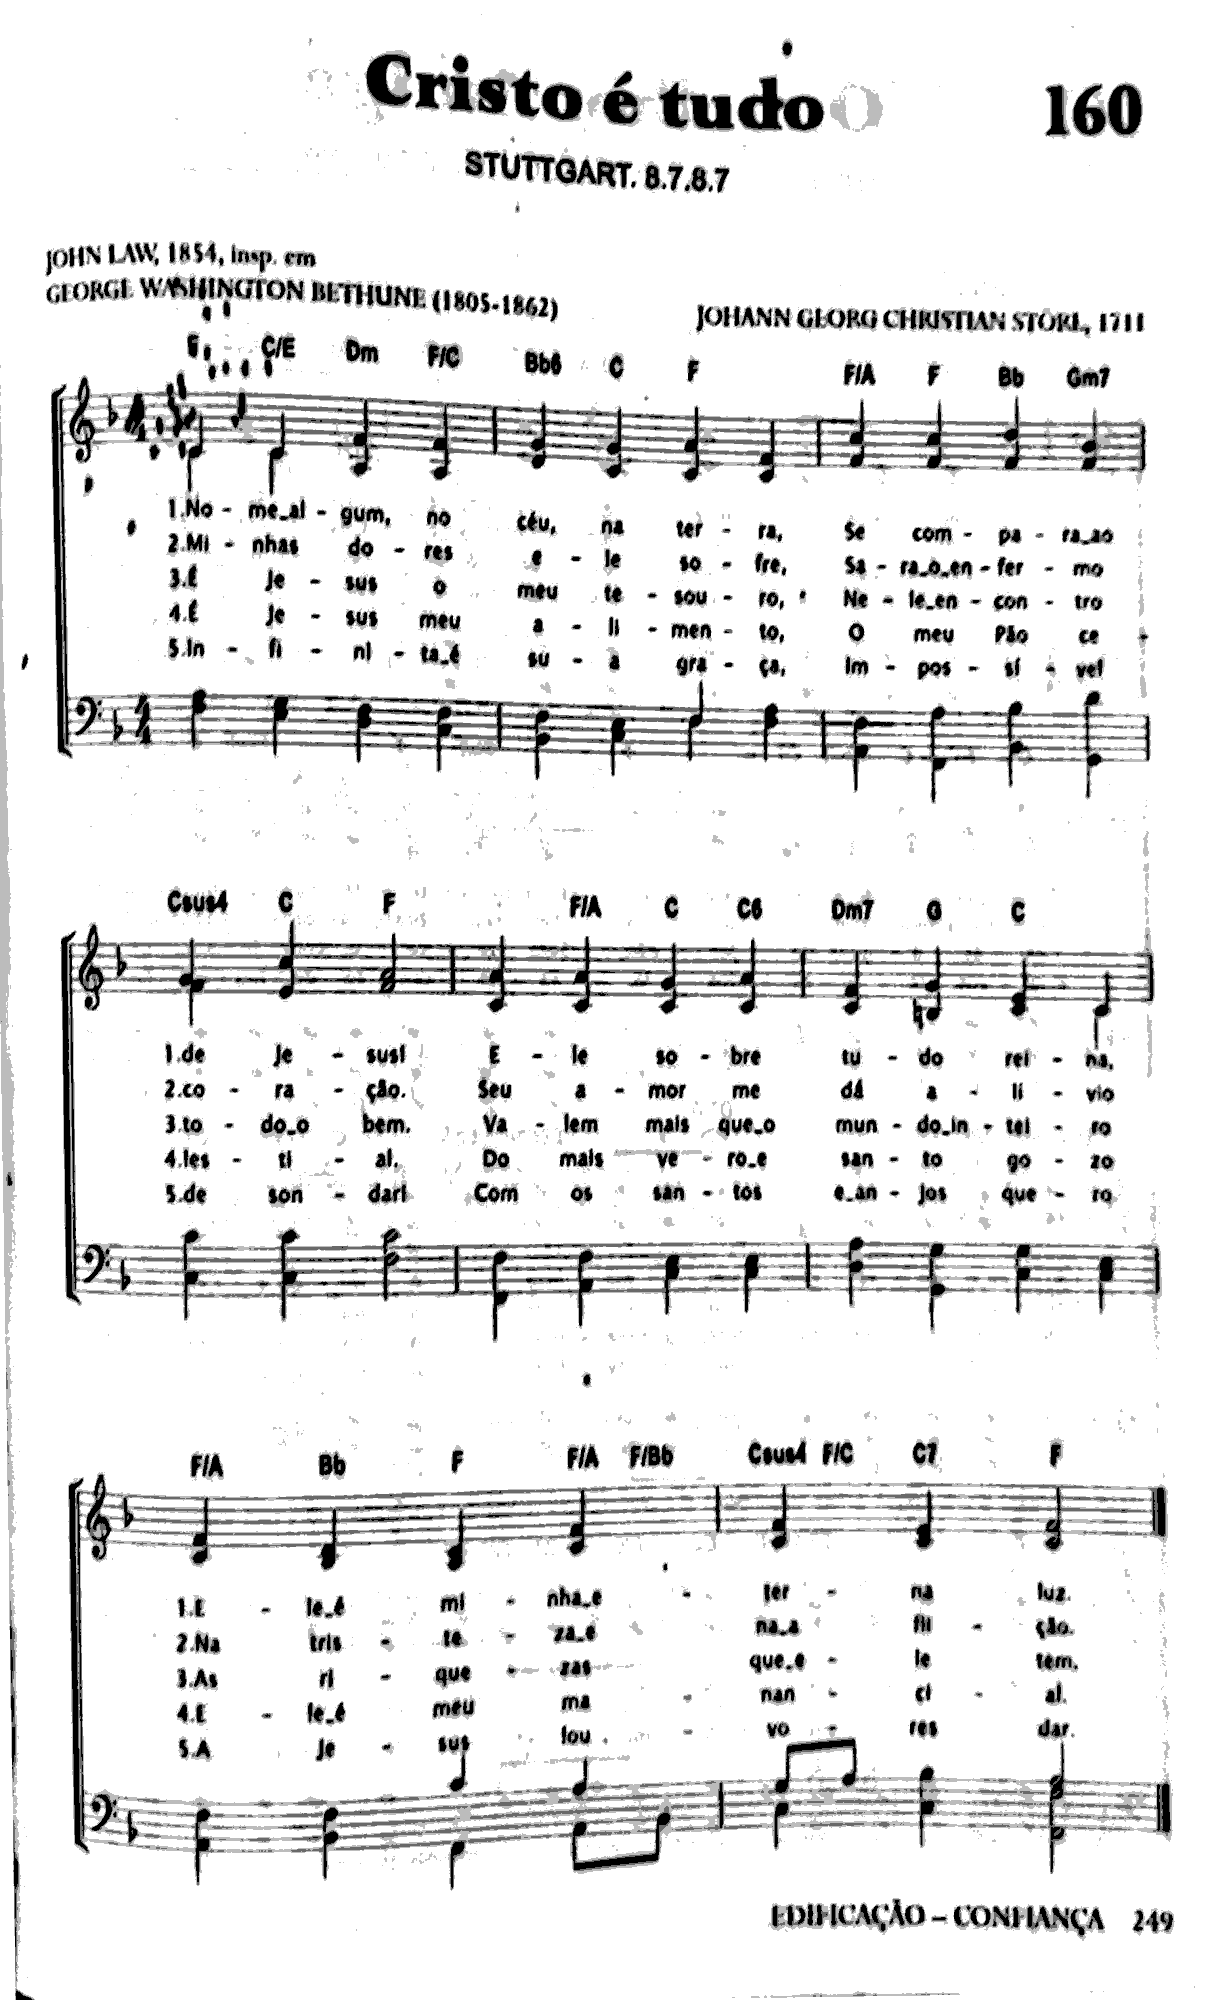 Cristo é tudo
160
STUTTGART. 8.7.8.7
JOHN LAW, 1854, insp. em
GEORGE WASHINGTON BETHUNE (1805-1862)
JOHANN GEORG CHRISTIAN STÖRL, 1711
F C/E Dm F/C Bb6 C F F/A F Bb Gm7
1.No - me_al - gum, no céu, na ter - ra, Se com - pa - ra_ao
2.Mi - nhas do - res e - le so - fre, Sa - ra_o_en - fer - mo
3.É Je - sus o meu te - sou - ro, Ne - le_en - con - tro
4.É Je - sus meu a - li - men - to, O meu Pão ce -
5.In - fi - ni - ta_é su - a gra - ça, Im - pos - sí - vel
Csus4 C F F/A C C6 Dm7 G C
1.de Je - sus! E - le so - bre tu - do rei - na,
2.co - ra - ção. Seu a - mor me dá a - lí - vio
3.to - do_o bem. Va - lem mais que_o mun - do_in - tei - ro
4.les - ti - al. Do mais ve - ro_e san - to go - zo
5.de son - dar! Com os san - tos e_an - jos que - ro
F/A Bb F F/A F/Bb Csus4 F/C C7 F
1.E - le_é mi - nha_e - ter - na luz.
2.Na tris - te - za_e na_a fli - ção.
3.As ri - que - zas que_e - le tem.
4.E - le_é meu ma - nan - ci - al.
5.A Je - sus lou - vo - res dar.
EDIFICAÇÃO – CONFIANÇA 249